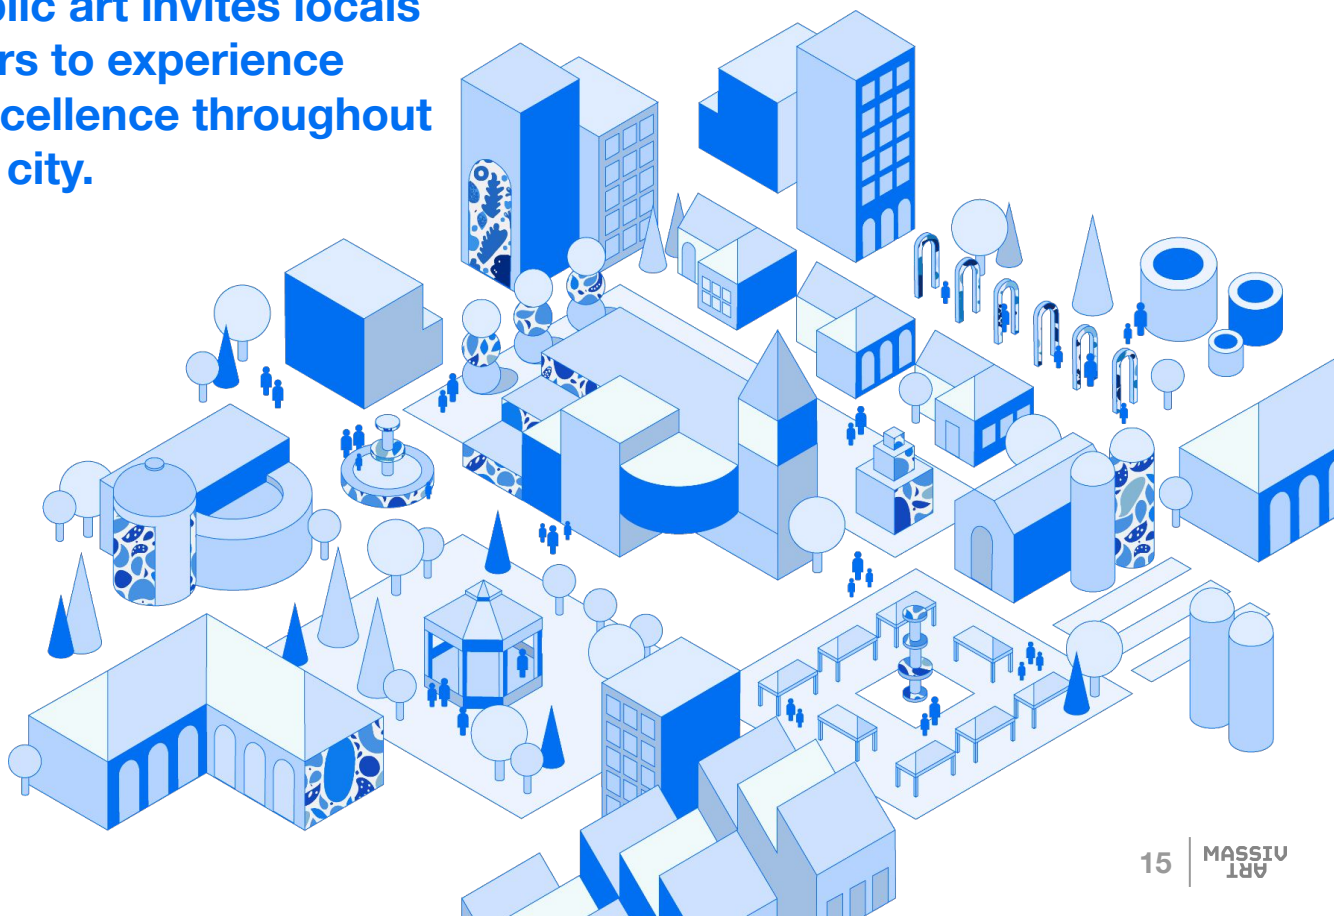 blic art invites locals
rs to experience
cellence throughout
city.
15
MASSIV
ART